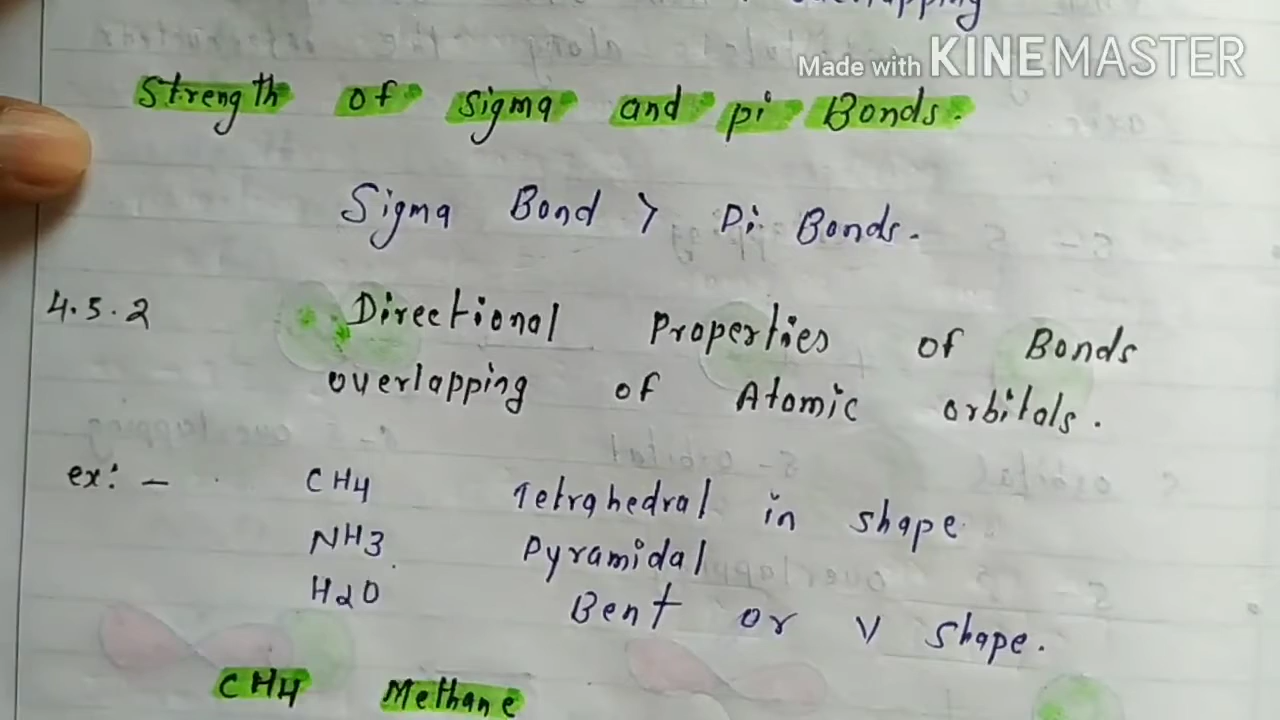 overlapping
Made with KINEMASTER
Strength of sigma and pi Bonds.
Sigma Bond > Pi Bonds.
4.5.2 Directional Properties of Bonds
overlapping of Atomic orbitals.
ex:- CH4 Tetrahedral in shape
NH3 Pyramidal
H2O Bent or V shape.
CH4 Methane